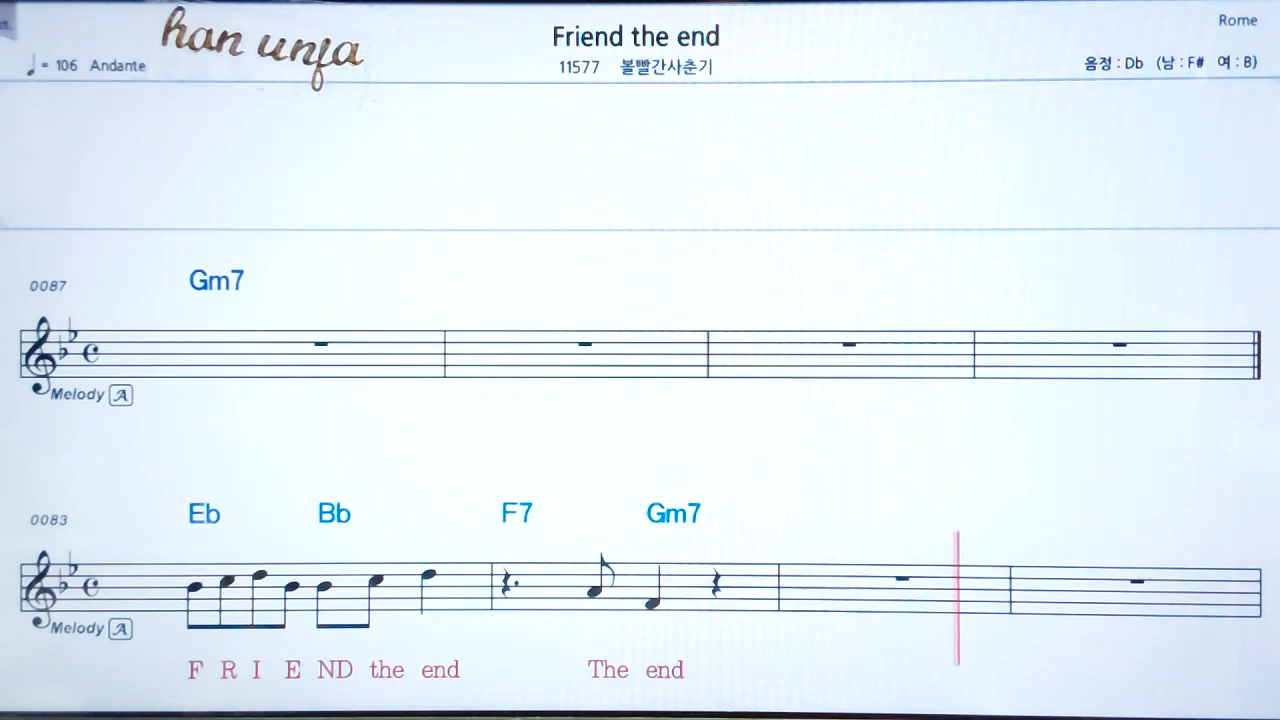 han unfa
Friend the end
Rome
♩= 106 Andante
11577 볼빨간사춘기
음정 : Db (남 : F# 여 : B)
0087
Gm7
Melody A
0083
Eb Bb F7 Gm7
Melody A
F R I E ND the end The end